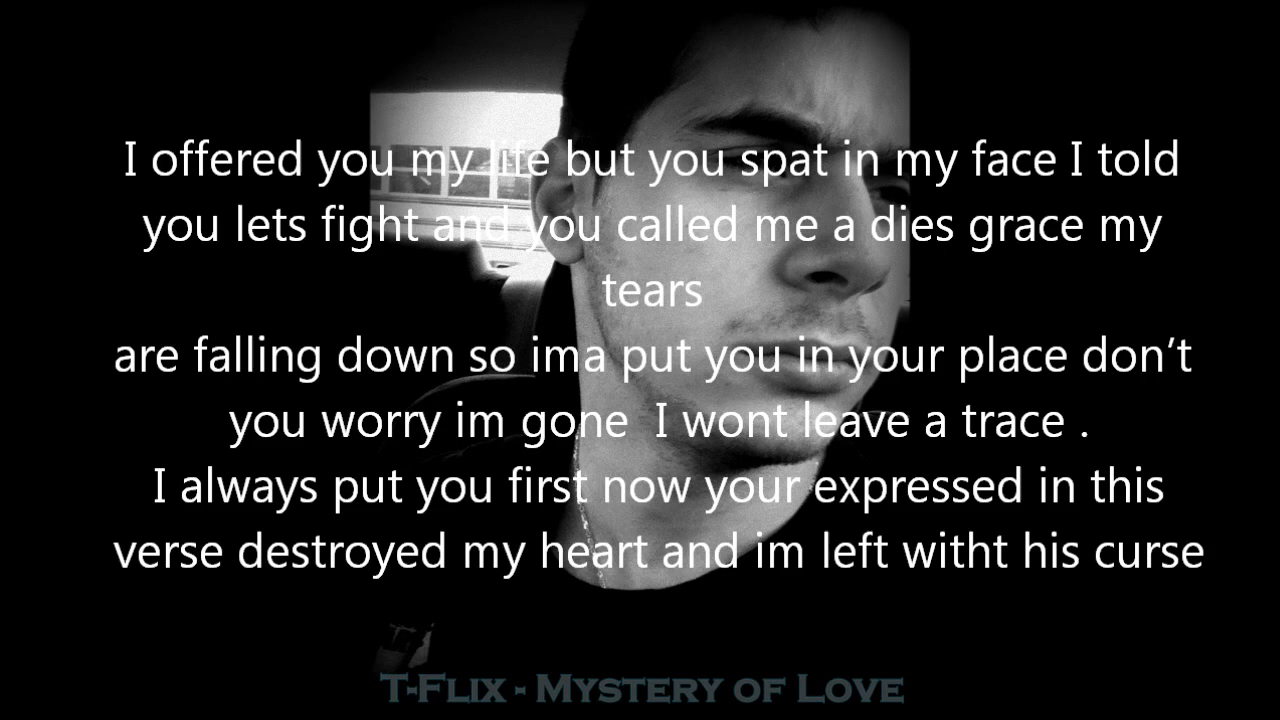 I offered you my life but you spat in my face I told
you lets fight and you called me a dies grace my
tears
are falling down so ima put you in your place don’t
you worry im gone  I wont leave a trace .
I always put you first now your expressed in this
verse destroyed my heart and im left witht his curse
T-Flix - Mystery of Love